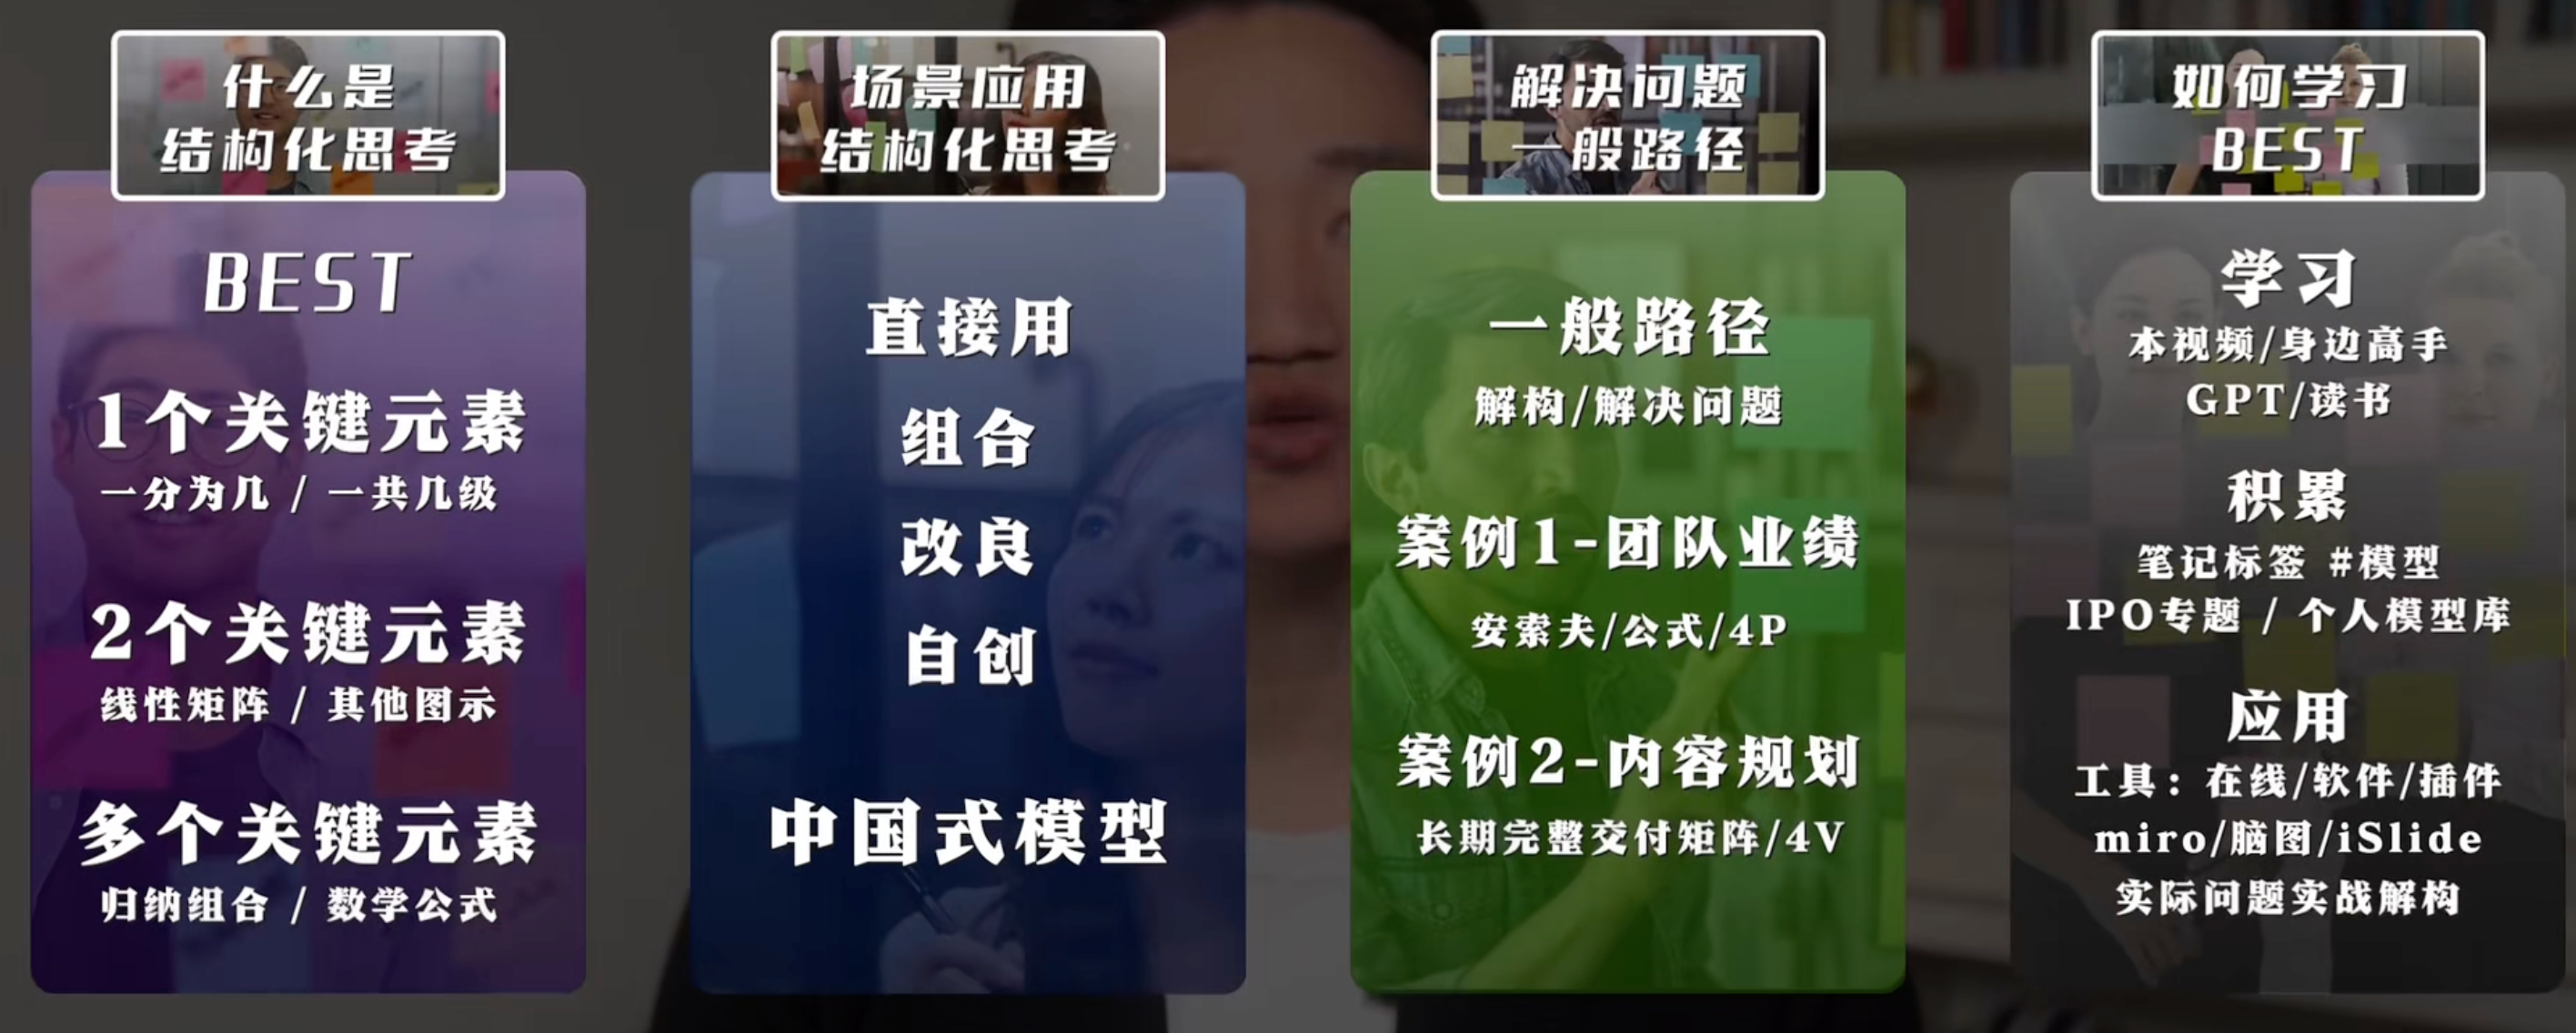 什么是
结构化思考
BEST
1个关键元素
一分为几 / 一共几级
2个关键元素
线性矩阵 / 其他图示
多个关键元素
归纳组合 / 数学公式
场景应用
结构化思考
直接用
组合
改良
自创
中国式模型
解决问题
一般路径
一般路径
解构/解决问题
案例1-团队业绩
安索夫/公式/4P
案例2-内容规划
长期完整交付矩阵/4V
如何学习
BEST
学习
本视频/身边高手
GPT/读书
积累
笔记标签 #模型
IPO专题 / 个人模型库
应用
工具：在线/软件/插件
miro/脑图/iSlide
实际问题实战解构